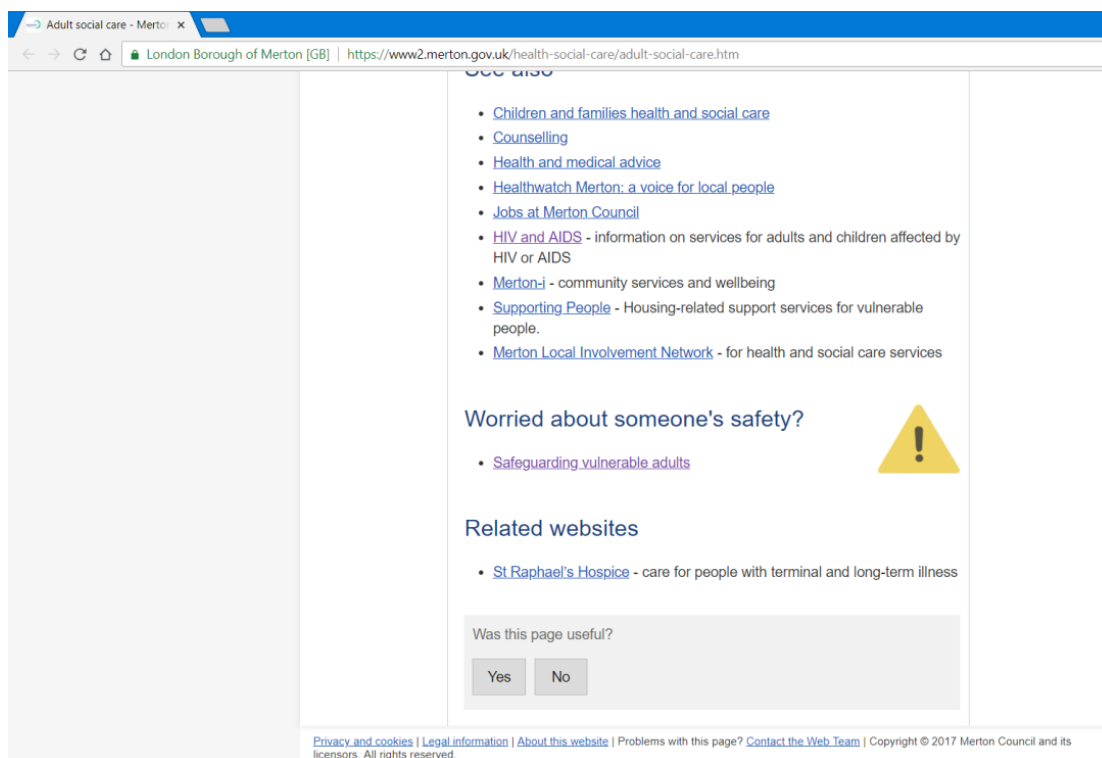 Adult social care - Merton
London Borough of Merton [GB] | https://www2.merton.gov.uk/health-social-care/adult-social-care.htm
See also
• Children and families health and social care
• Counselling
• Health and medical advice
• Healthwatch Merton: a voice for local people
• Jobs at Merton Council
• HIV and AIDS - information on services for adults and children affected by
HIV or AIDS
• Merton-i - community services and wellbeing
• Supporting People - Housing-related support services for vulnerable
people.
• Merton Local Involvement Network - for health and social care services
Worried about someone's safety?
• Safeguarding vulnerable adults
Related websites
• St Raphael's Hospice - care for people with terminal and long-term illness
Was this page useful?
Yes No
Privacy and cookies | Legal information | About this website | Problems with this page? Contact the Web Team | Copyright © 2017 Merton Council and its
licensors. All rights reserved.